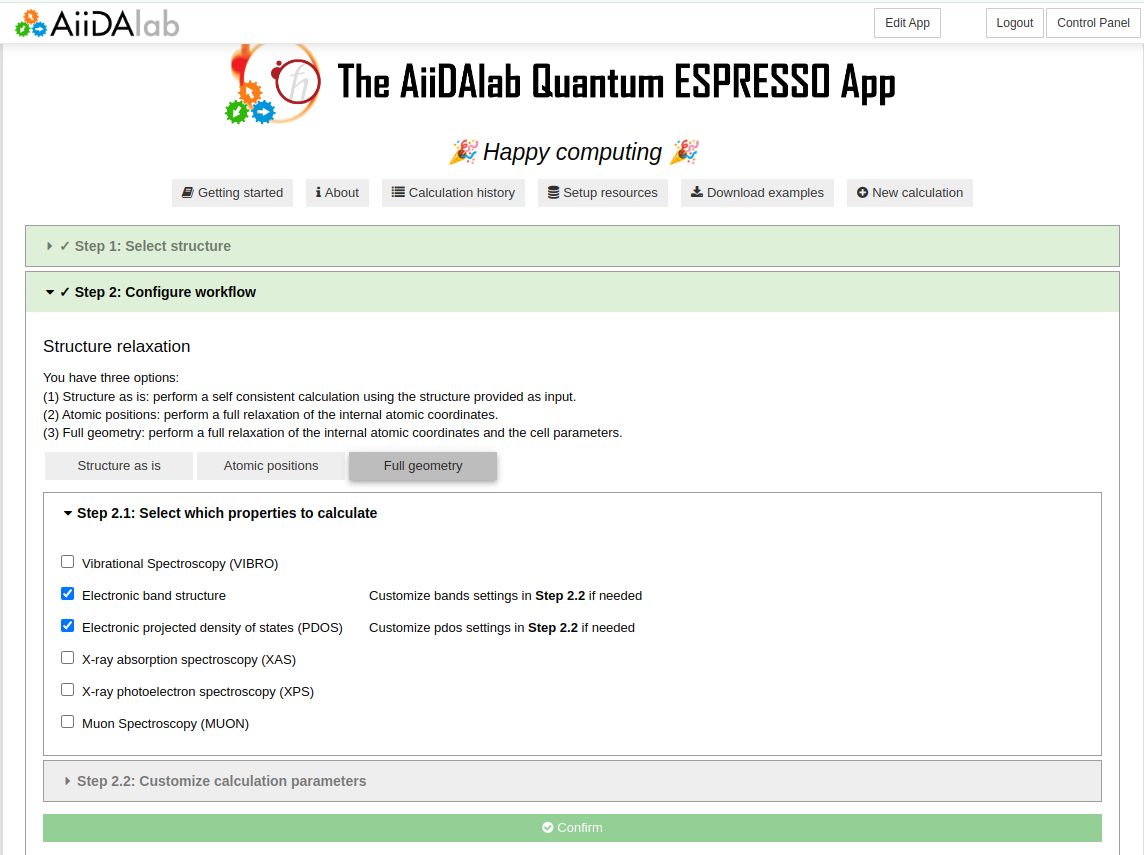 AiiDAlab
Edit App
Logout
Control Panel
ħ
The AiiDAlab Quantum ESPRESSO App
🎉 Happy computing 🎉
Getting started
About
Calculation history
Setup resources
Download examples
New calculation
✓ Step 1: Select structure
✓ Step 2: Configure workflow
Structure relaxation
You have three options:
(1) Structure as is: perform a self consistent calculation using the structure provided as input.
(2) Atomic positions: perform a full relaxation of the internal atomic coordinates.
(3) Full geometry: perform a full relaxation of the internal atomic coordinates and the cell parameters.
Structure as is
Atomic positions
Full geometry
Step 2.1: Select which properties to calculate
Vibrational Spectroscopy (VIBRO)
Electronic band structure
Customize bands settings in Step 2.2 if needed
Electronic projected density of states (PDOS)
Customize pdos settings in Step 2.2 if needed
X-ray absorption spectroscopy (XAS)
X-ray photoelectron spectroscopy (XPS)
Muon Spectroscopy (MUON)
Step 2.2: Customize calculation parameters
Confirm